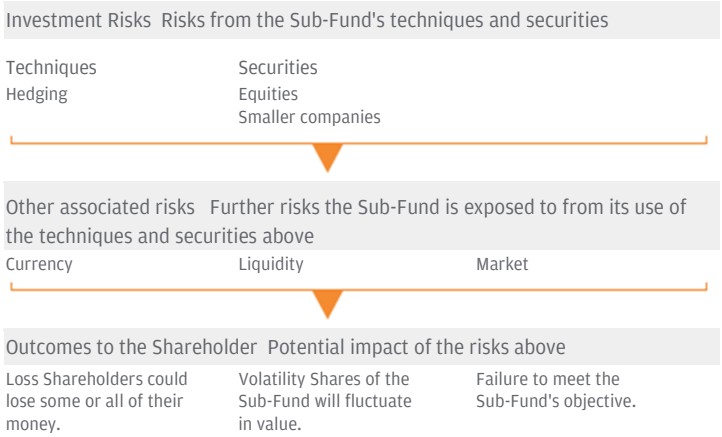 Investment Risks Risks from the Sub-Fund's techniques and securities
Techniques
Hedging
Securities
Equities
Smaller companies
Other associated risks Further risks the Sub-Fund is exposed to from its use of
the techniques and securities above
Currency
Liquidity
Market
Outcomes to the Shareholder Potential impact of the risks above
Loss Shareholders could
lose some or all of their
money.
Volatility Shares of the
Sub-Fund will fluctuate
in value.
Failure to meet the
Sub-Fund's objective.